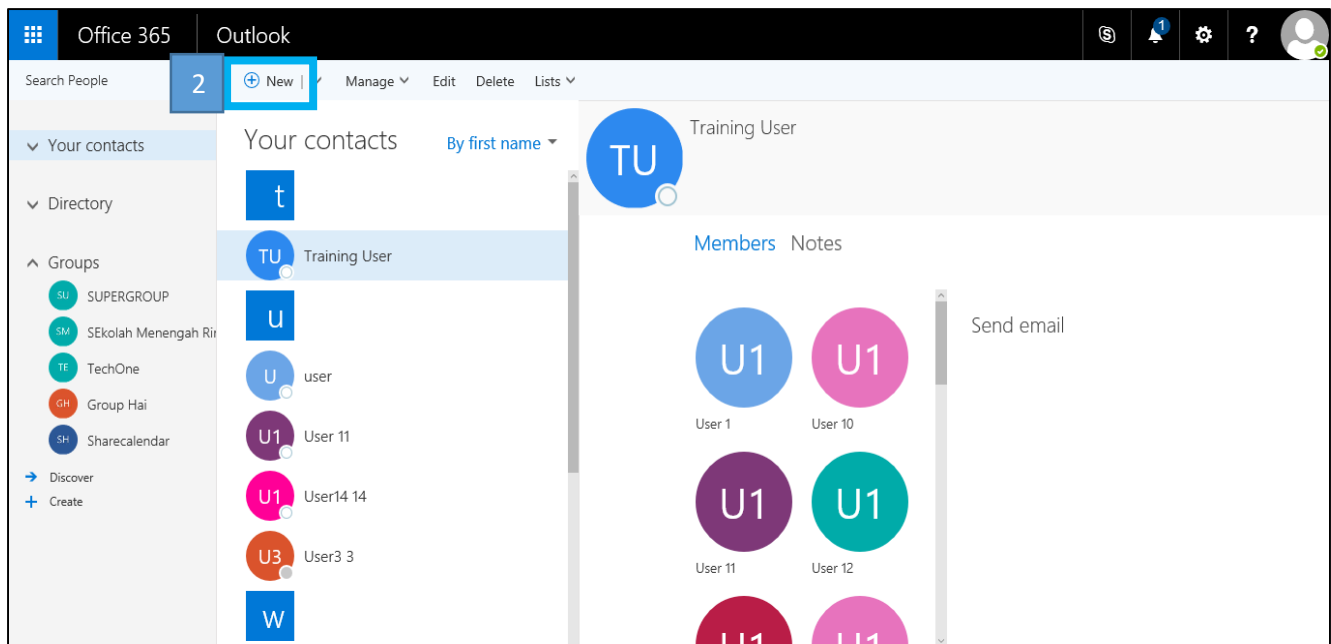 Office 365 Outlook 1 ?
Search People 2 New | Manage Edit Delete Lists
Your contacts
Directory
Groups
SU SUPERGROUP
SM SEkolah Menengah Rir
TE TechOne
GH Group Hai
SH Sharecalendar
Discover
Create
Your contacts By first name
t
TU Training User
u
U user
U1 User 11
U1 User14 14
U3 User3 3
w
TU Training User
Members Notes
U1 U1
User 1 User 10
U1 U1
User 11 User 12
U1 U1
Send email